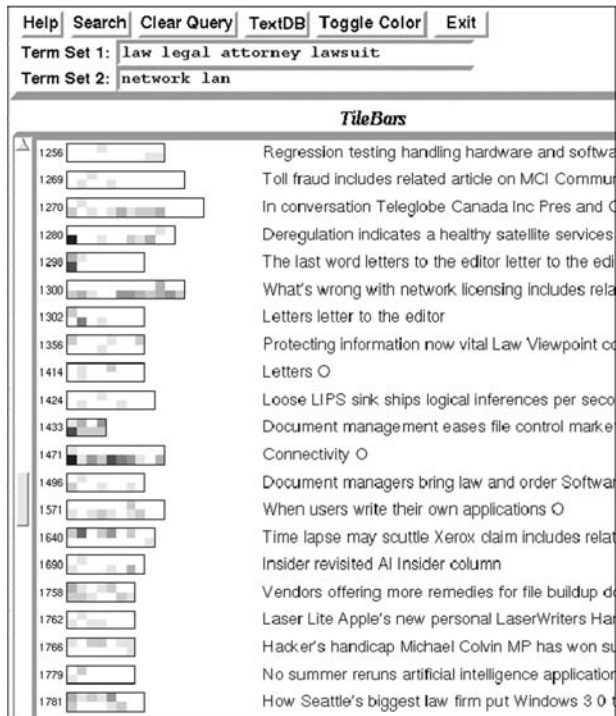 Help Search Clear Query TextDB Toggle Color Exit
Term Set 1: law legal attorney lawsuit
Term Set 2: network lan
TileBars
1256 Regression testing handling hardware and softwa
1269 Toll fraud includes related article on MCI Commu
1270 In conversation Teleglobe Canada Inc Pres and
1280 Deregulation indicates a healthy satellite services
1298 The last word letters to the editor letter to the edi
1300 What's wrong with network licensing includes rela
1302 Letters letter to the editor
1356 Protecting information now vital Law Viewpoint co
1414 Letters O
1424 Loose LIPS sink ships logical inferences per seco
1433 Document management eases file control marke
1471 Connectivity O
1496 Document managers bring law and order Softwar
1571 When users write their own applications O
1640 Time lapse may scuttle Xerox claim includes relat
1690 Insider revisited AI Insider column
1758 Vendors offering more remedies for file buildup do
1762 Laser Lite Apple's new personal LaserWriters Har
1766 Hacker's handicap Michael Colvin MP has won su
1779 No summer reruns artificial intelligence application
1781 How Seattle's biggest law firm put Windows 3 0 t